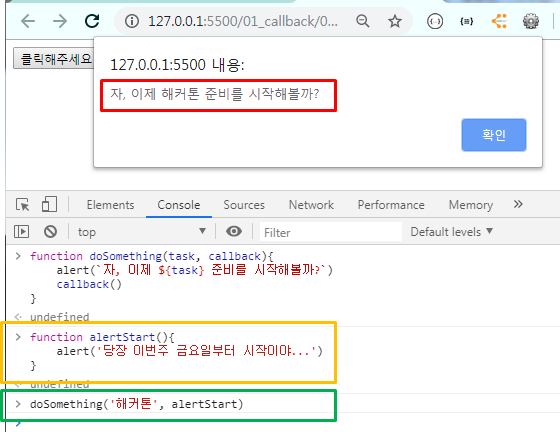 127.0.0.1:5500/01_callback/0...
클릭해주세요
127.0.0.1:5500 내용:
자, 이제 해커톤 준비를 시작해볼까?
확인
Elements Console Sources Network Performance Memory »
top Filter Default levels
> function doSomething(task, callback){
alert(`자, 이제 ${task} 준비를 시작해볼까?`)
callback()
}
undefined
> function alertStart(){
alert('당장 이번주 금요일부터 시작이야...')
}
undefined
> doSomething('해커톤', alertStart)
>